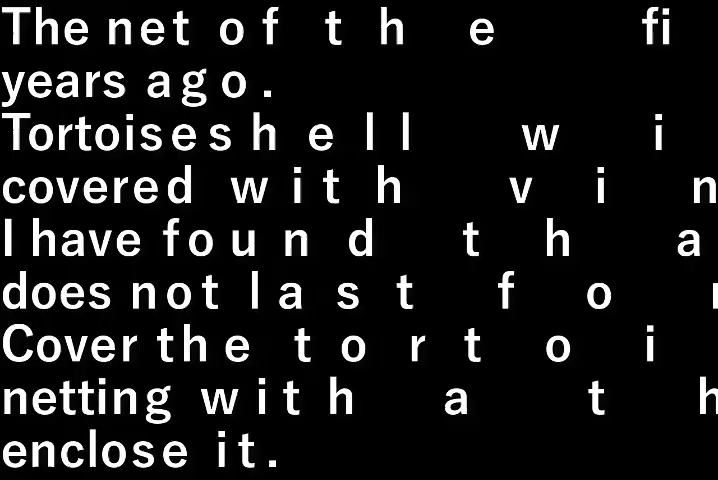 The net of the fi
years ago.
Tortoiseshell wi
covered with vin
I have found tha
does not last fo
Cover the tortoi
netting with a th
enclose it.